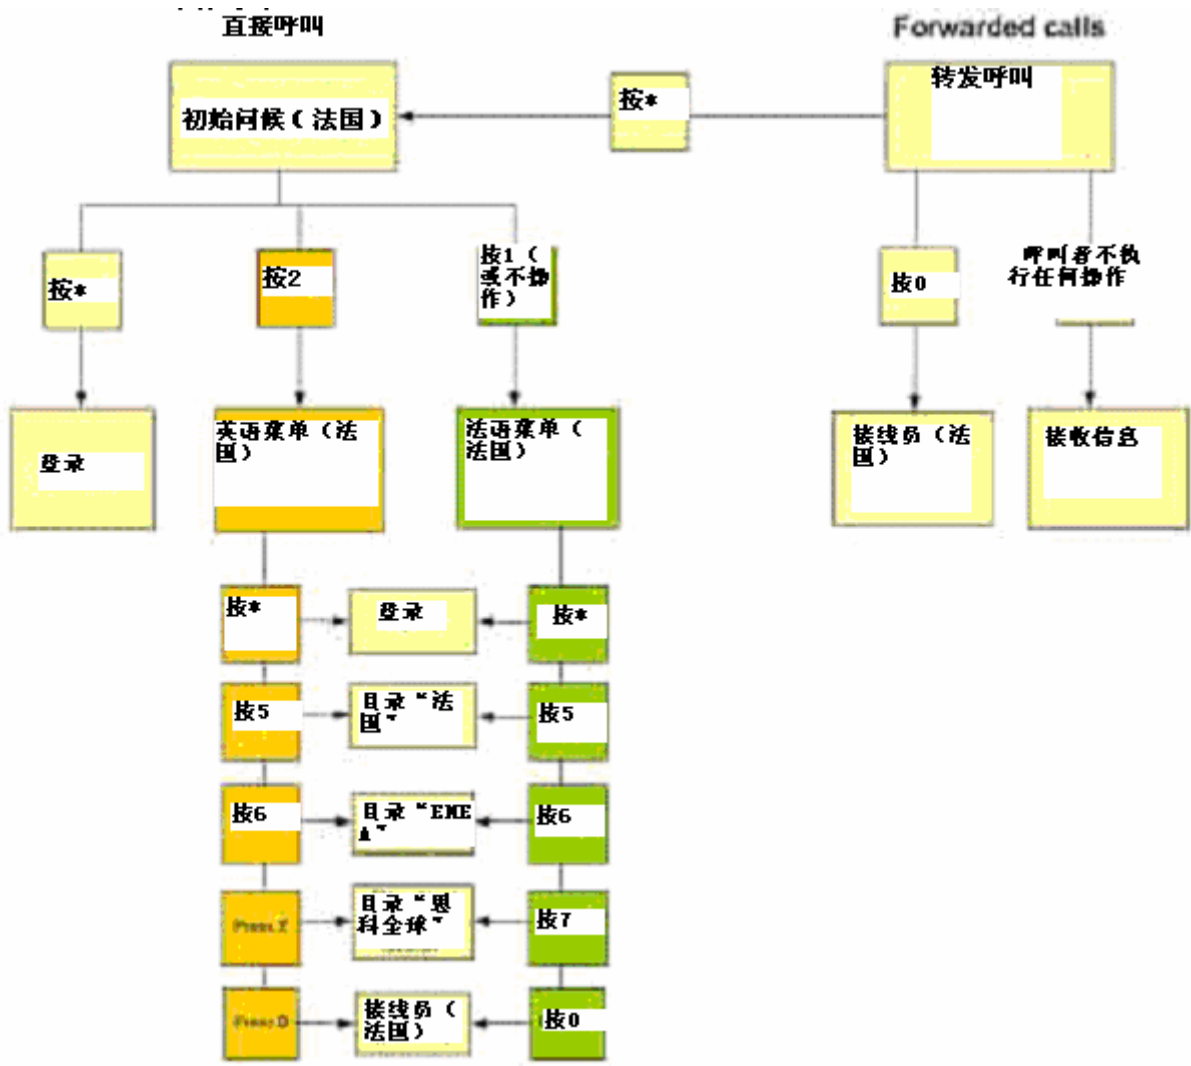 直接呼叫
Forwarded calls
初始问候（法国）
按*
转发呼叫
按*
按2
按1（
或不操
作）
按0
呼叫者不执
行任何操作
登录
英语菜单（法
国）
法语菜单（
法国）
接线员（法
国）
接收信息
按*
登录
按*
按5
目录“法
国”
按5
按6
目录“EME
A”
按6
Press
目录“思
科全球”
按7
Press 0
接线员（
法国）
按0